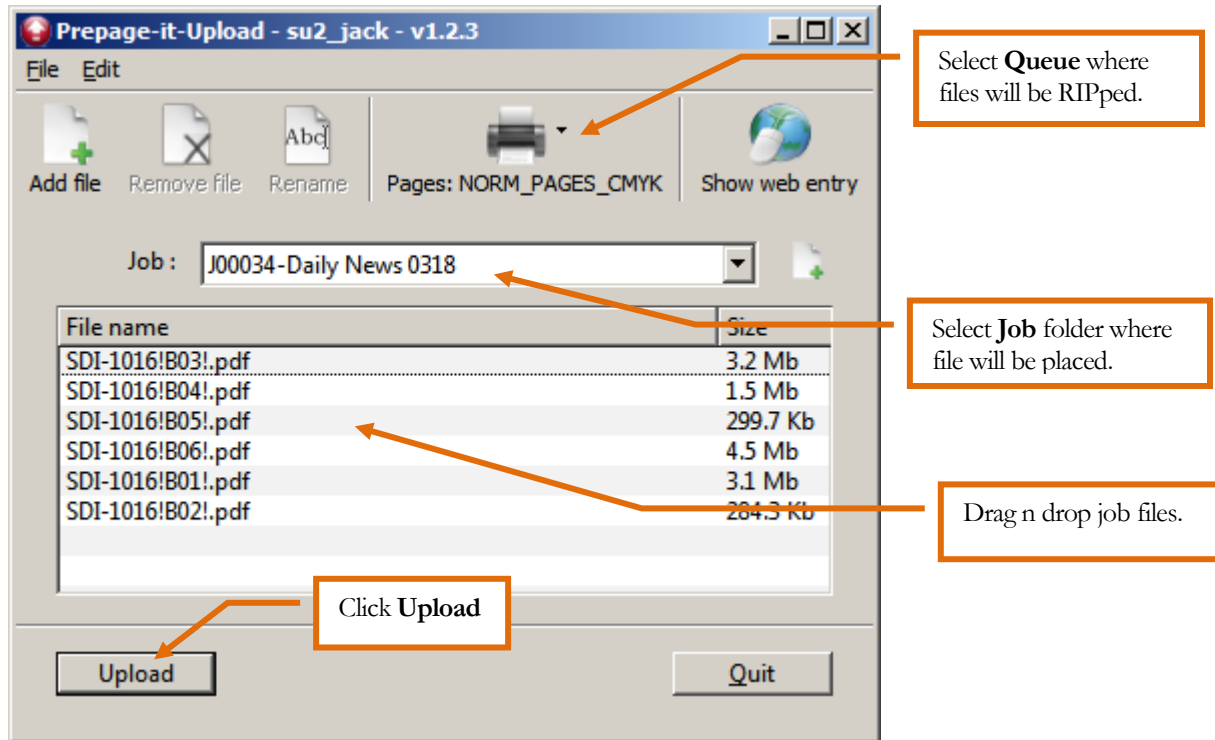 Prepage-it-Upload - su2_jack - v1.2.3
File Edit
Select Queue where
files will be RIPped.
Abc
Add file Remove file Rename Pages: NORM_PAGES_CMYK Show web entry
Job : J00034-Daily News 0318
Select Job folder where
file will be placed.
File name Size
SDI-1016!B03!.pdf 3.2 Mb
SDI-1016!B04!.pdf 1.5 Mb
SDI-1016!B05!.pdf 299.7 Kb
SDI-1016!B06!.pdf 4.5 Mb
SDI-1016!B01!.pdf 3.1 Mb
SDI-1016!B02!.pdf 284.3 Kb
Drag n drop job files.
Click Upload
Upload Quit